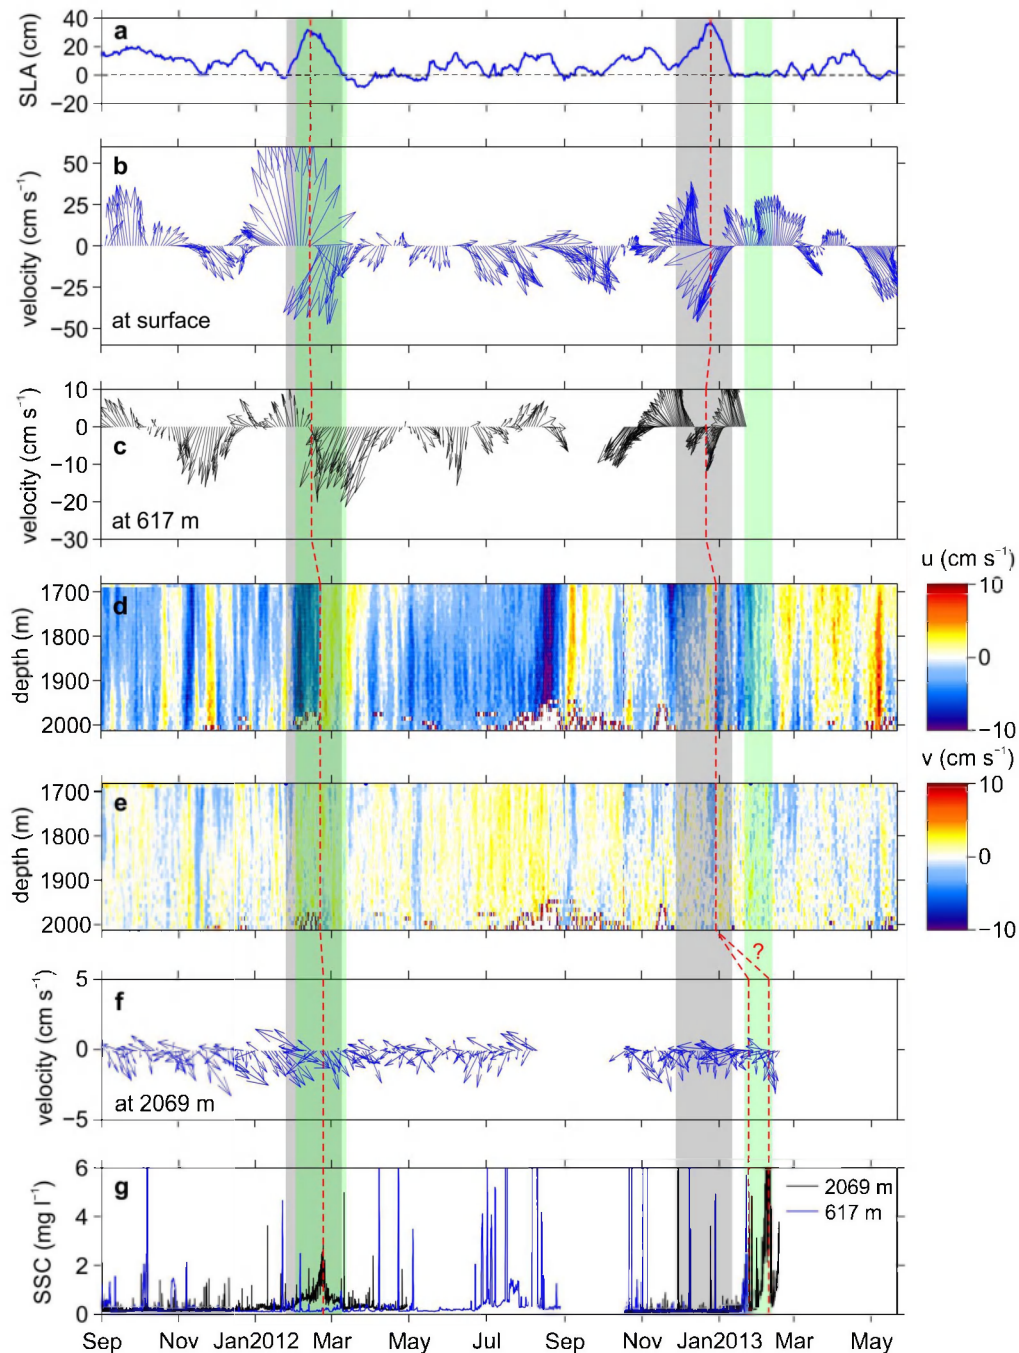 a
SLA (cm)
40
20
0
−20
b
velocity (cm s⁻¹)
50
25
0
−25
−50
at surface
c
velocity (cm s⁻¹)
10
0
−10
−20
−30
at 617 m
d
depth (m)
1700
1800
1900
2000
u (cm s⁻¹)
10
0
−10
e
depth (m)
1700
1800
1900
2000
v (cm s⁻¹)
10
0
−10
?
f
velocity (cm s⁻¹)
5
0
−5
at 2069 m
g
SSC (mg l⁻¹)
6
4
2
0
2069 m
617 m
Sep Nov Jan2012 Mar May Jul Sep Nov Jan2013 Mar May